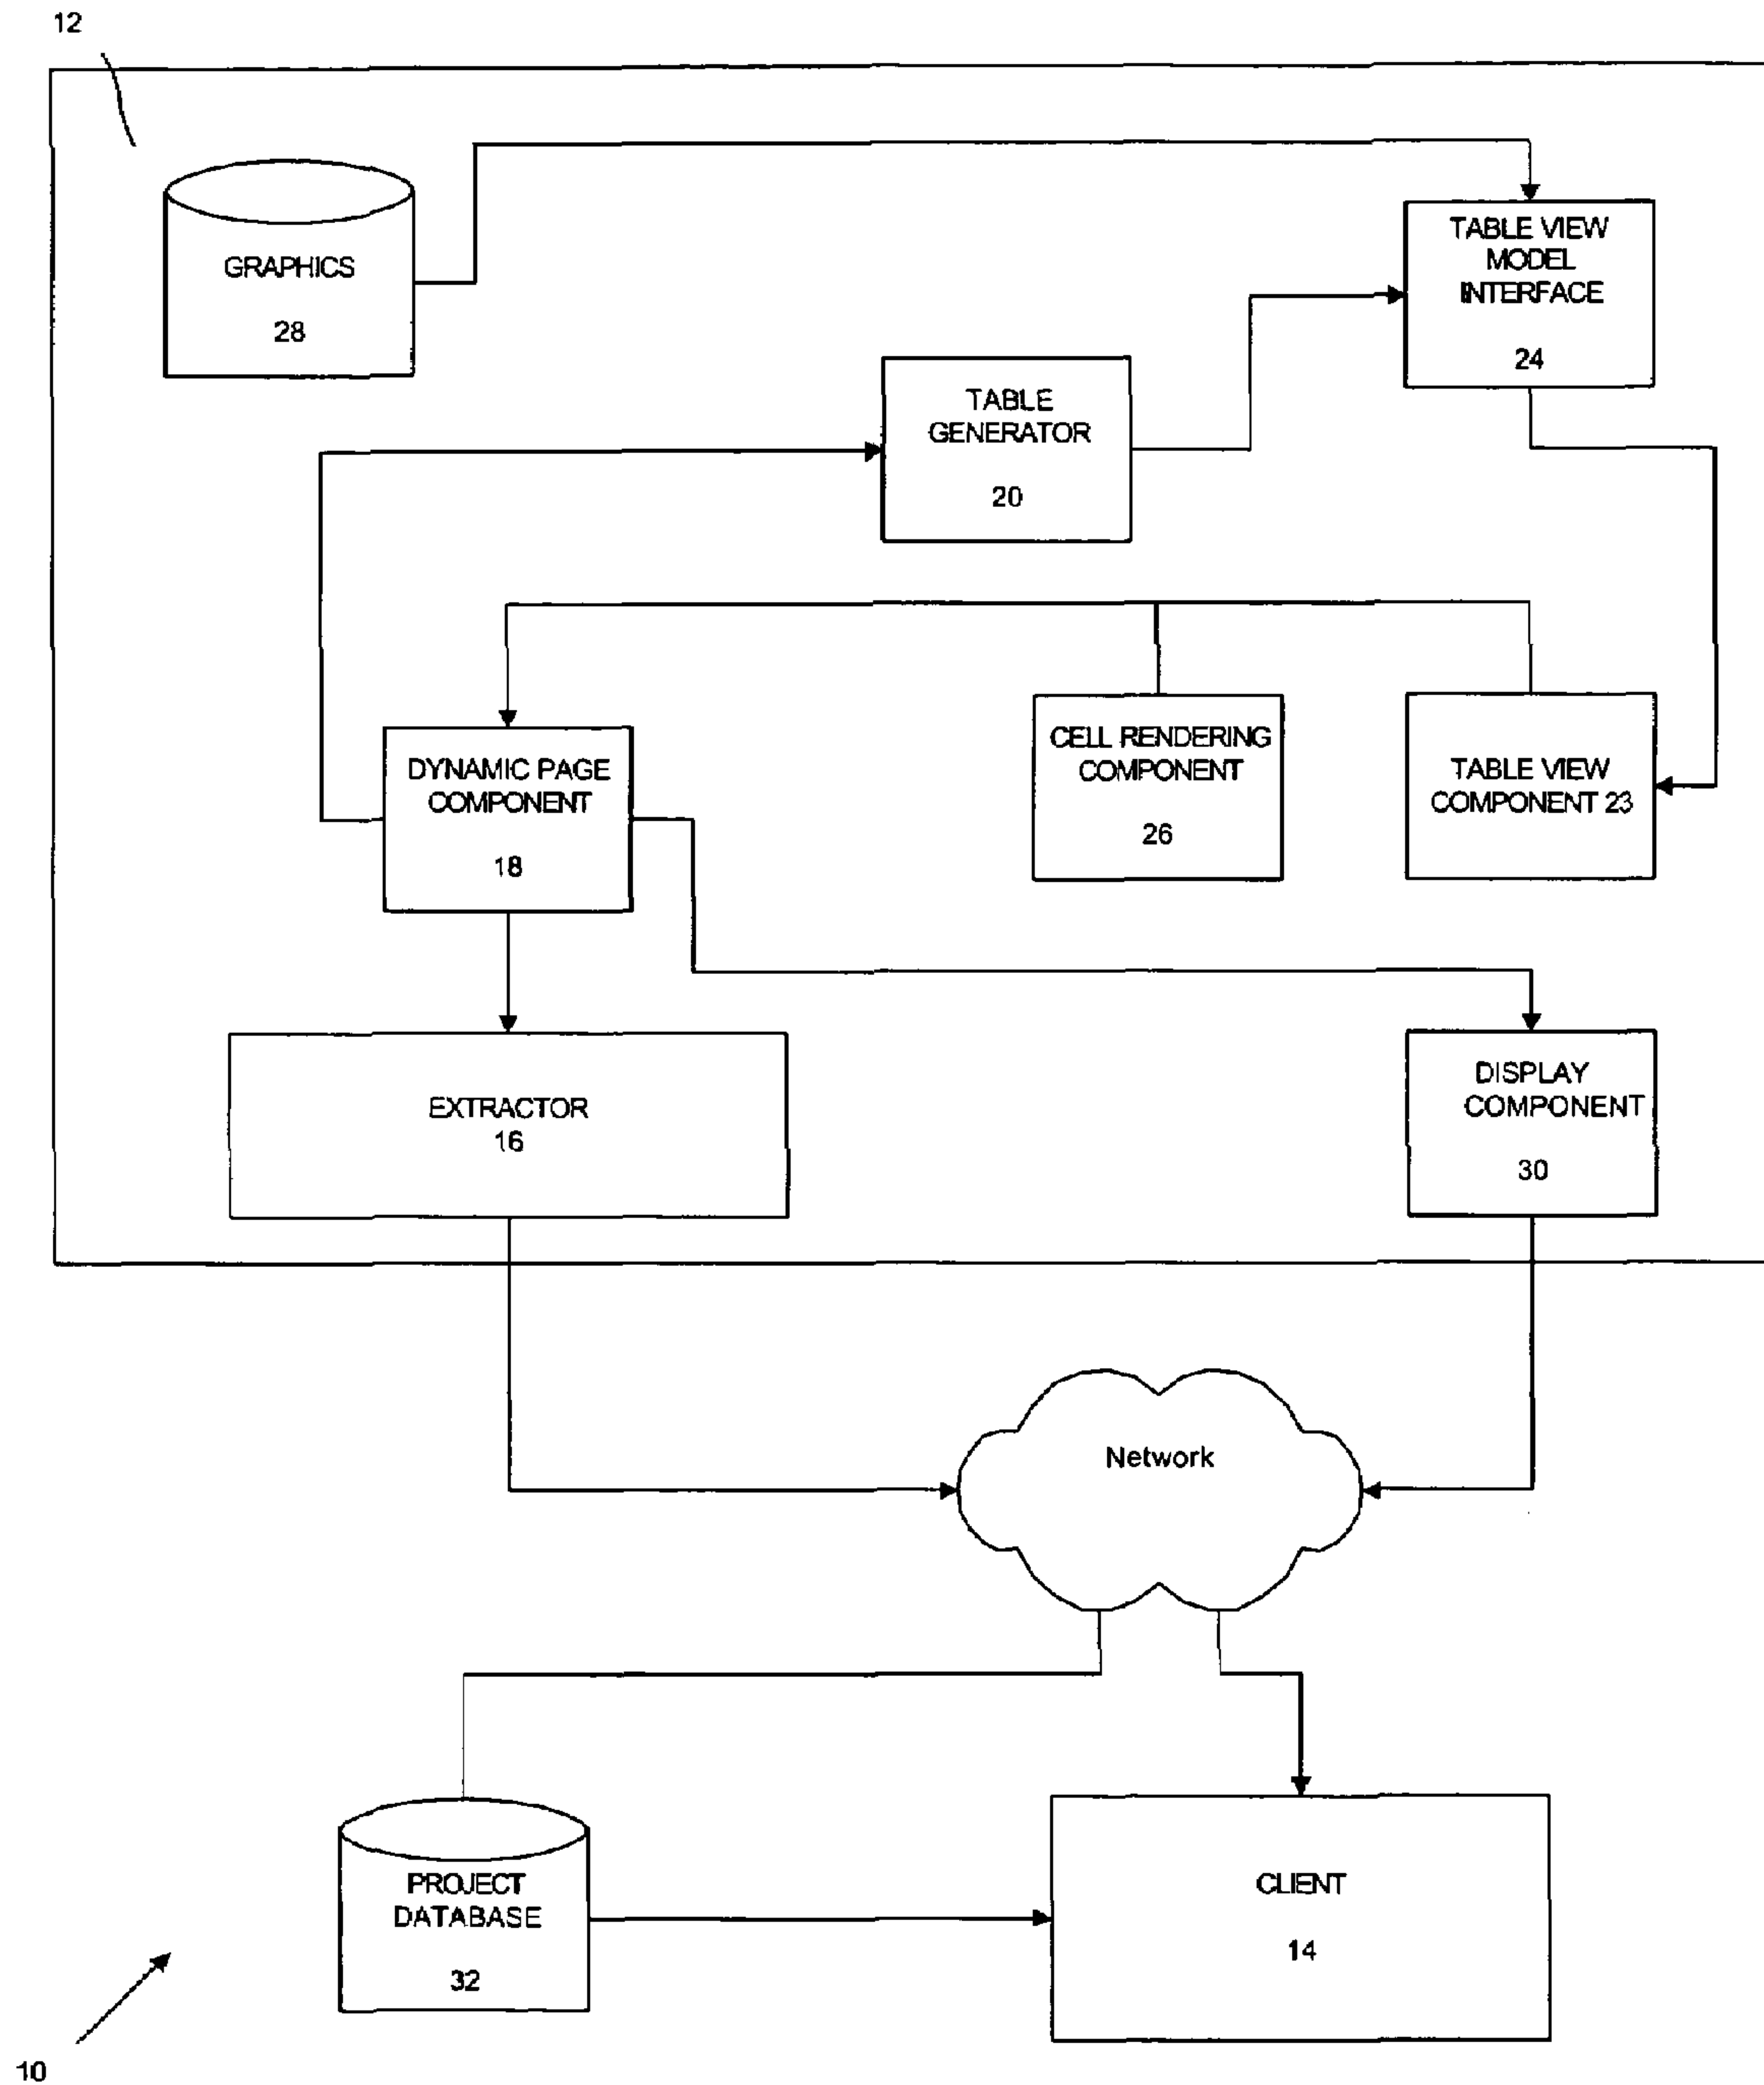 12
GRAPHICS
28
TABLE VIEW
MODEL
INTERFACE
24
TABLE
GENERATOR
20
DYNAMIC PAGE
COMPONENT
18
CELL RENDERING
COMPONENT
26
TABLE VIEW
COMPONENT 23
EXTRACTOR
16
DISPLAY
COMPONENT
30
Network
PROJECT
DATABASE
32
CLIENT
14
10